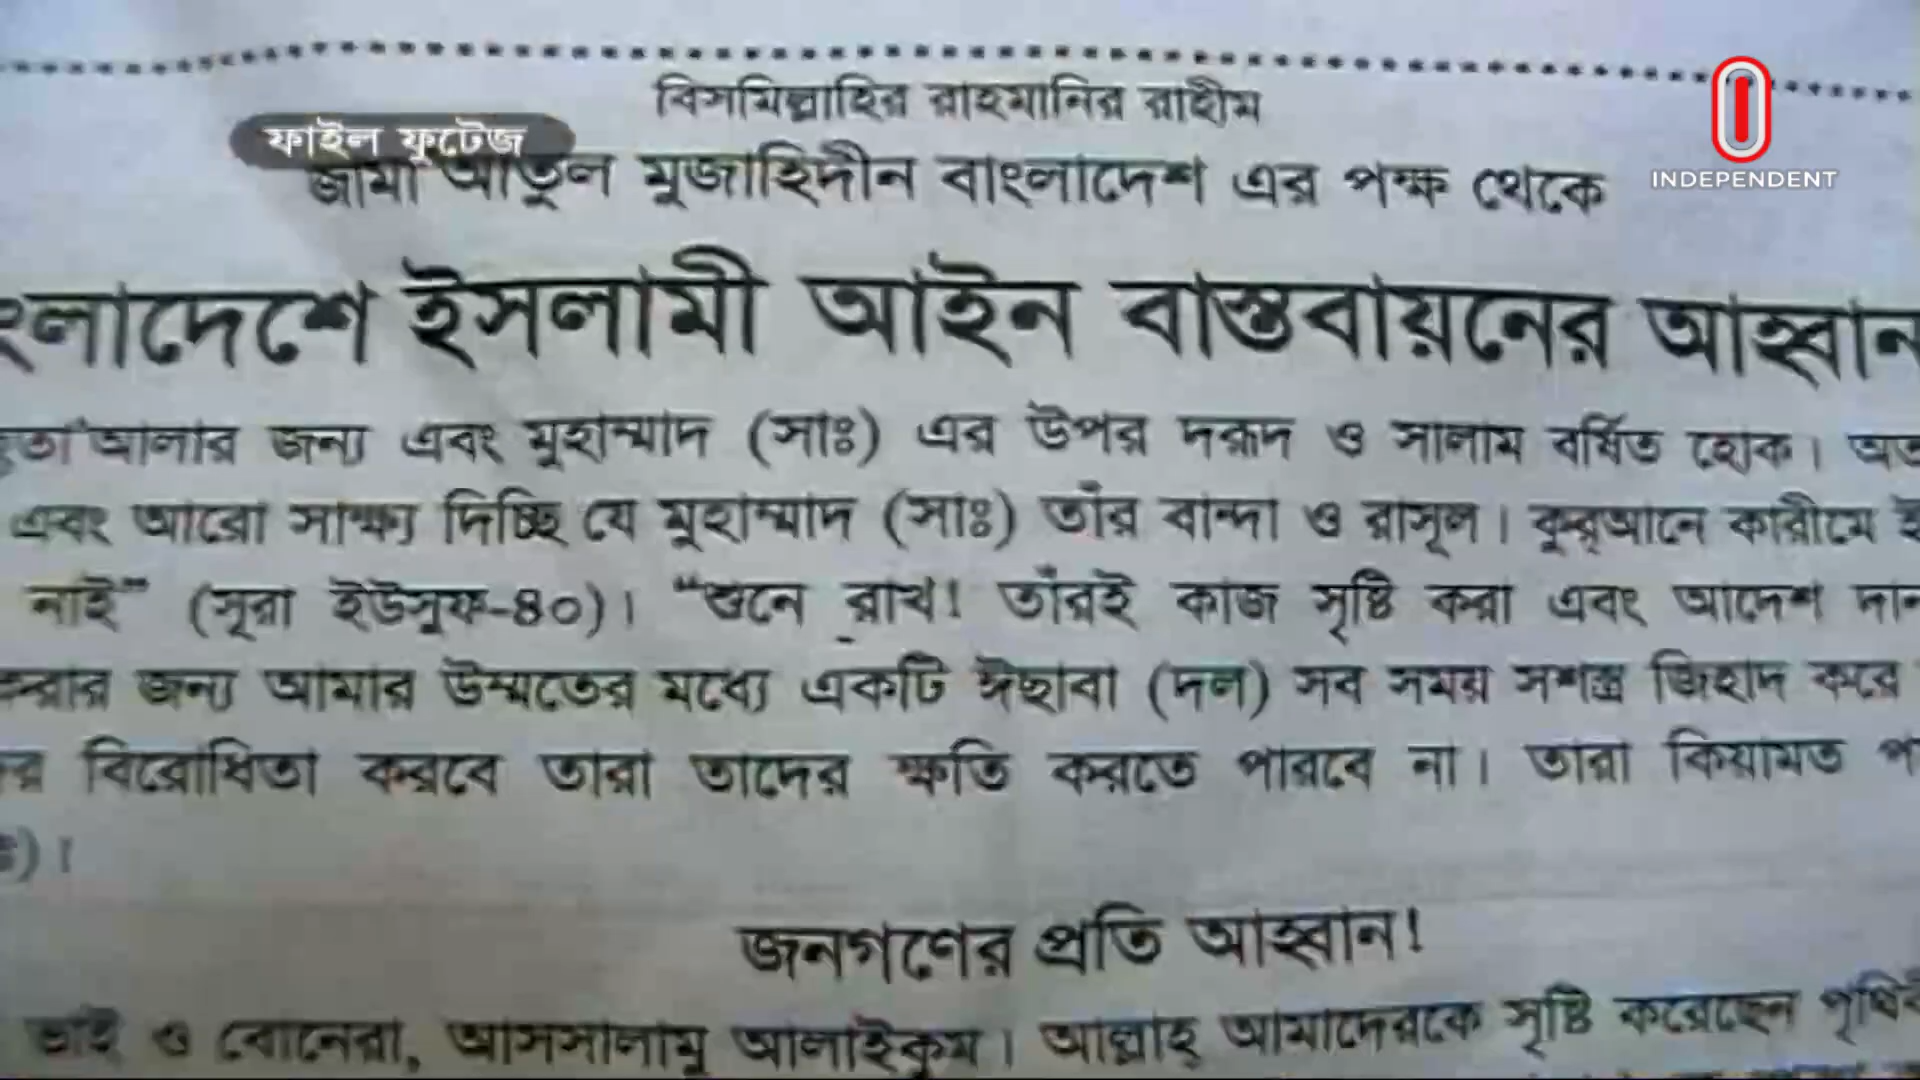 বিসমিল্লাহির রাহমানির রাহীম
ফাইল ফুটেজ
INDEPENDENT
জামা'আতুল মুজাহিদীন বাংলাদেশ এর পক্ষ থেকে
ংলাদেশে ইসলামী আইন বাস্তবায়নের আহ্বান
তা'আলার জন্য এবং মুহাম্মাদ (সাঃ) এর উপর দরূদ ও সালাম বর্ষিত হোক। অত
এবং আরো সাক্ষ্য দিচ্ছি যে মুহাম্মাদ (সাঃ) তাঁর বান্দা ও রাসূল। কুরআনে কারীমে ই
নাই" (সূরা ইউসুফ-৪০)। "শুনে রাখ! তাঁরই কাজ সৃষ্টি করা এবং আদেশ দান
করার জন্য আমার উম্মতের মধ্যে একটি ঈছাবা (দল) সব সময় সশস্ত্র জিহাদ করে
র বিরোধিতা করবে তারা তাদের ক্ষতি করতে পারবে না। তারা কিয়ামত প
ঃ)।
জনগণের প্রতি আহ্বান!
ভাই ও বোনেরা, আসসালামু আলাইকুম। আল্লাহ্ আমাদেরকে সৃষ্টি করেছেন পৃথিবী